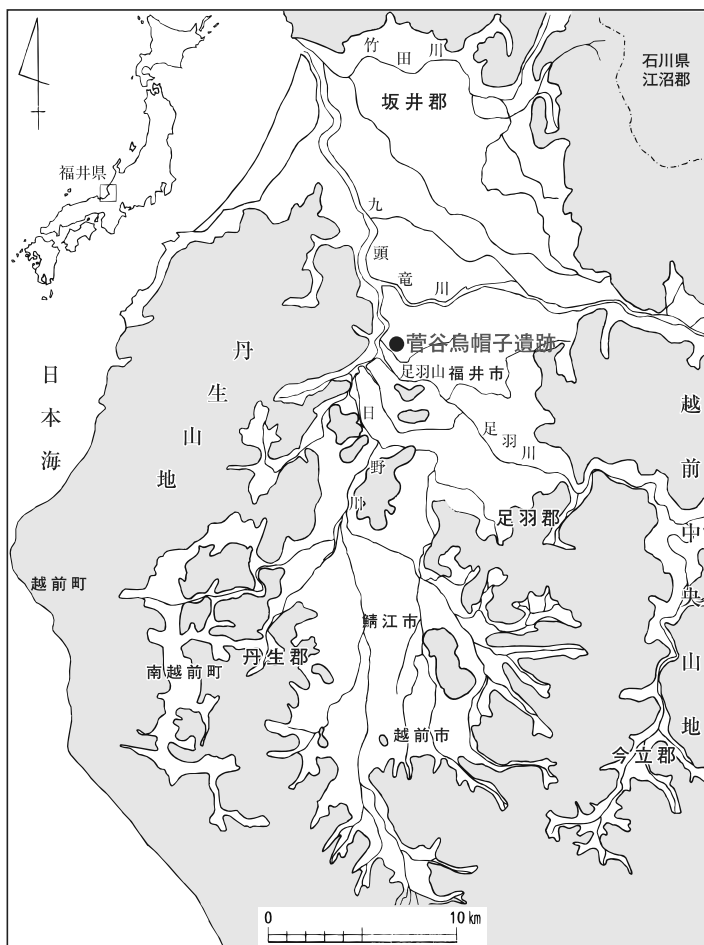 石川県
江沼郡
竹田川
坂井郡
福井県
九頭竜川
菅谷烏帽子遺跡
足羽山
福井市
丹生山地
日本海
日野川
足羽川
越前中央山地
足羽郡
越前町
鯖江市
丹生郡
南越前町
越前市
今立郡
0 10㎞